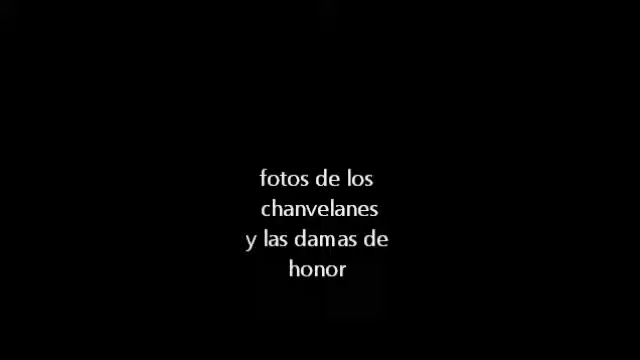 fotos de los
chanvelanes
y las damas de
honor